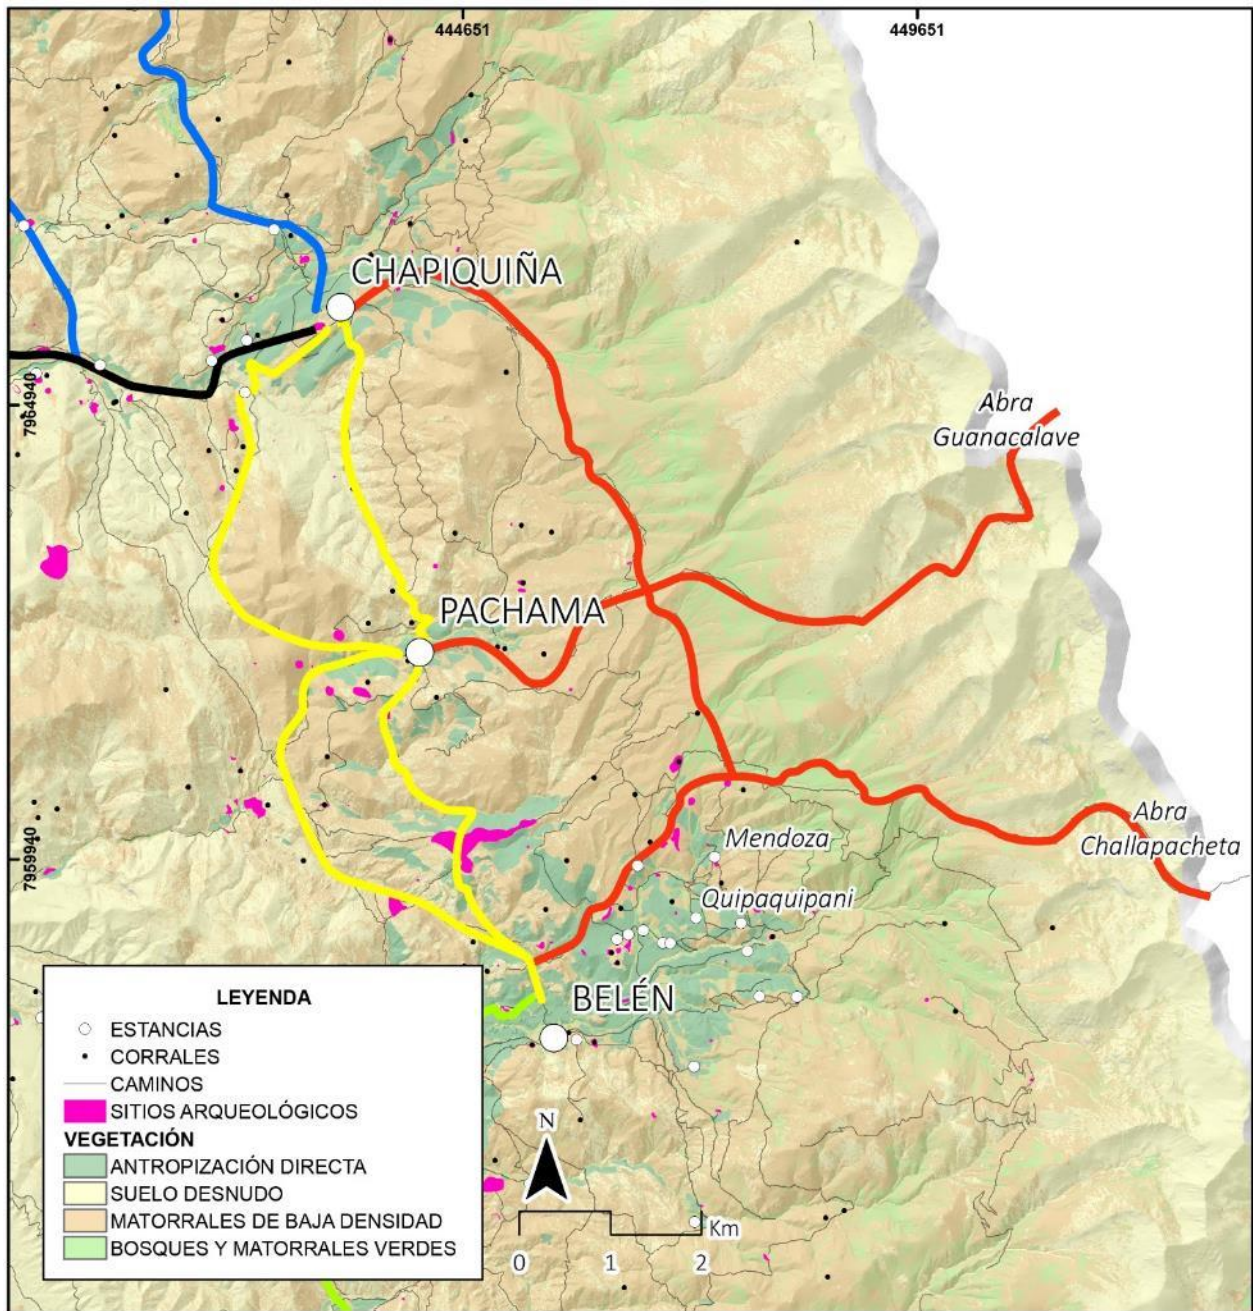 444651
449651
CHAPIQUIÑA
7964940
Abra
Guanacalave
PACHAMA
7959940
Abra
Challapacheta
Mendoza
Quipaquipani
BELÉN
LEYENDA
ESTANCIAS
CORRALES
CAMINOS
SITIOS ARQUEOLÓGICOS
VEGETACIÓN
ANTROPIZACIÓN DIRECTA
SUELO DESNUDO
MATORRALES DE BAJA DENSIDAD
BOSQUES Y MATORRALES VERDES
N
Km
0 1 2